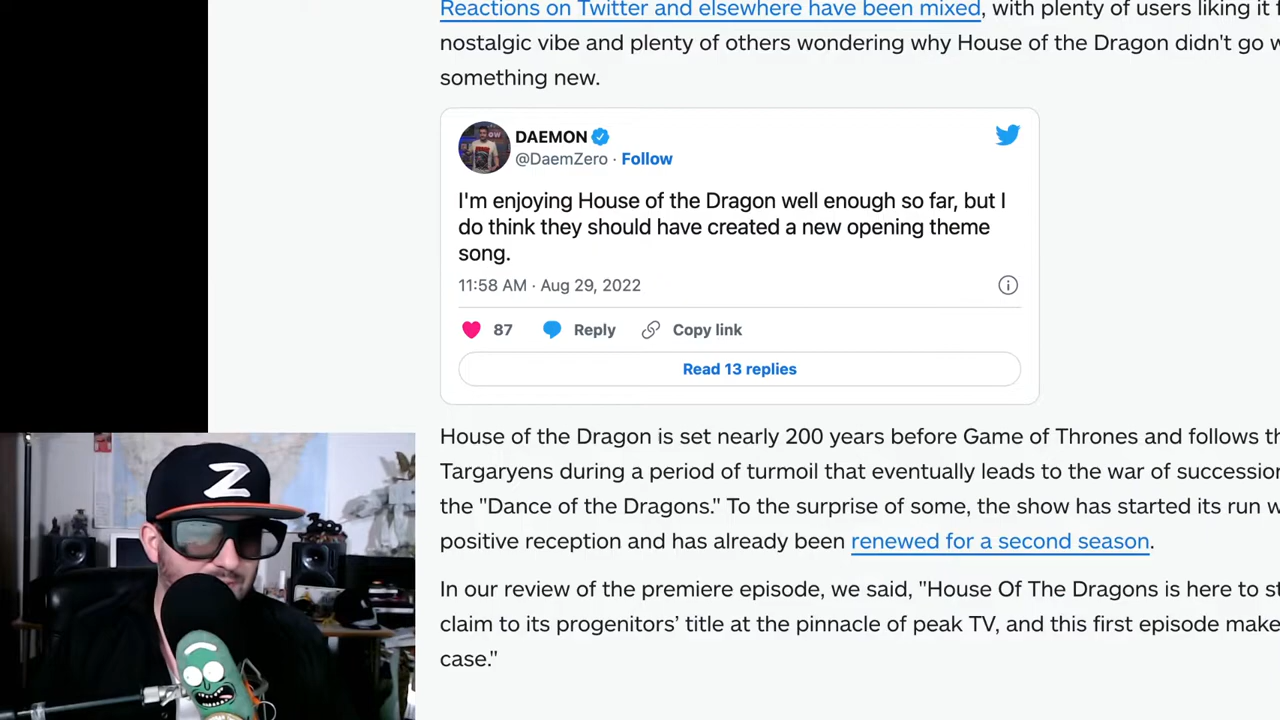 Reactions on Twitter and elsewhere have been mixed, with plenty of users liking it f
nostalgic vibe and plenty of others wondering why House of the Dragon didn't go w
something new.
DAEMON
@DaemZero · Follow
I'm enjoying House of the Dragon well enough so far, but I
do think they should have created a new opening theme
song.
11:58 AM · Aug 29, 2022
87 Reply Copy link
Read 13 replies
House of the Dragon is set nearly 200 years before Game of Thrones and follows th
Targaryens during a period of turmoil that eventually leads to the war of succession
the "Dance of the Dragons." To the surprise of some, the show has started its run w
positive reception and has already been renewed for a second season.
In our review of the premiere episode, we said, "House Of The Dragons is here to st
claim to its progenitors' title at the pinnacle of peak TV, and this first episode make
case."
Z